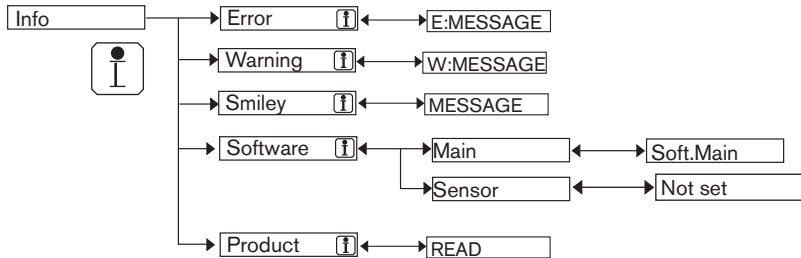 Info
Error
E:MESSAGE
Warning
W:MESSAGE
Smiley
MESSAGE
Software
Main
Soft.Main
Sensor
Not set
Product
READ